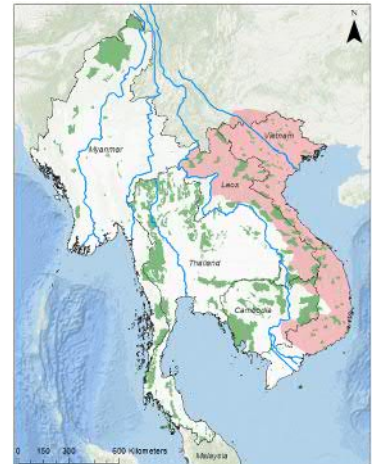 N
Vietnam
Myanmar
Laos
Thailand
Cambodia
0 150 300 600 Kilometers
Malaysia